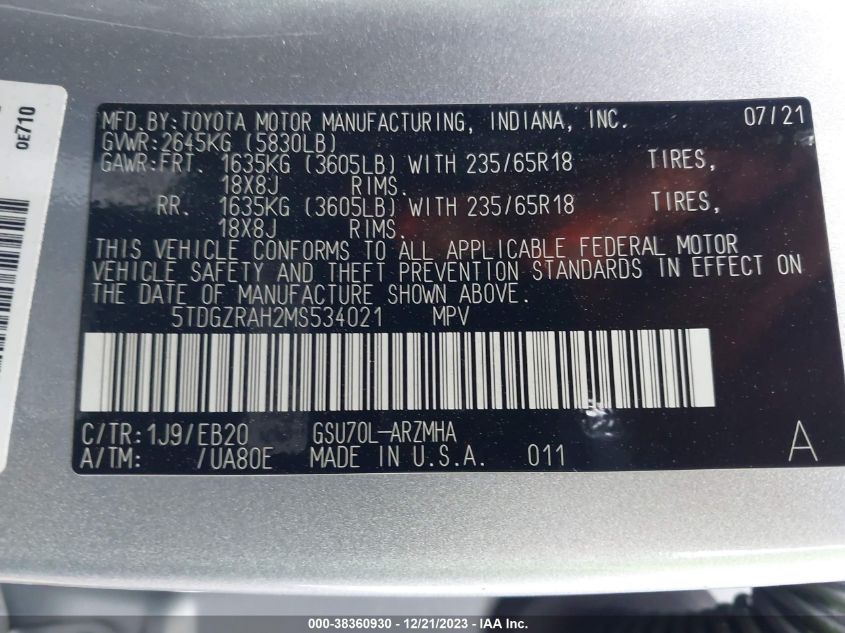 0E710
MFD.BY:TOYOTA MOTOR MANUFACTURING, INDIANA, INC. 07/21
GVWR:2645KG (5830LB)
GAWR:FRT. 1635KG (3605LB) WITH 235/65R18 TIRES,
18X8J RIMS.
RR. 1635KG (3605LB) WITH 235/65R18 TIRES,
18X8J RIMS.
THIS VEHICLE CONFORMS TO ALL APPLICABLE FEDERAL MOTOR
VEHICLE SAFETY AND THEFT PREVENTION STANDARDS IN EFFECT ON
THE DATE OF MANUFACTURE SHOWN ABOVE.
5TDGZRAH2MS534021 MPV
C/TR:1J9/EB20 GSU70L-ARZMHA
A/TM: /UA80E MADE IN U.S.A. 011 A
000-38360930 - 12/21/2023 - IAA Inc.